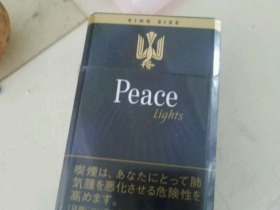 KING SIZE
Peace
Lights
喫煙は、あなたにとって肺
気腫を悪化させる危険性を
高めます。